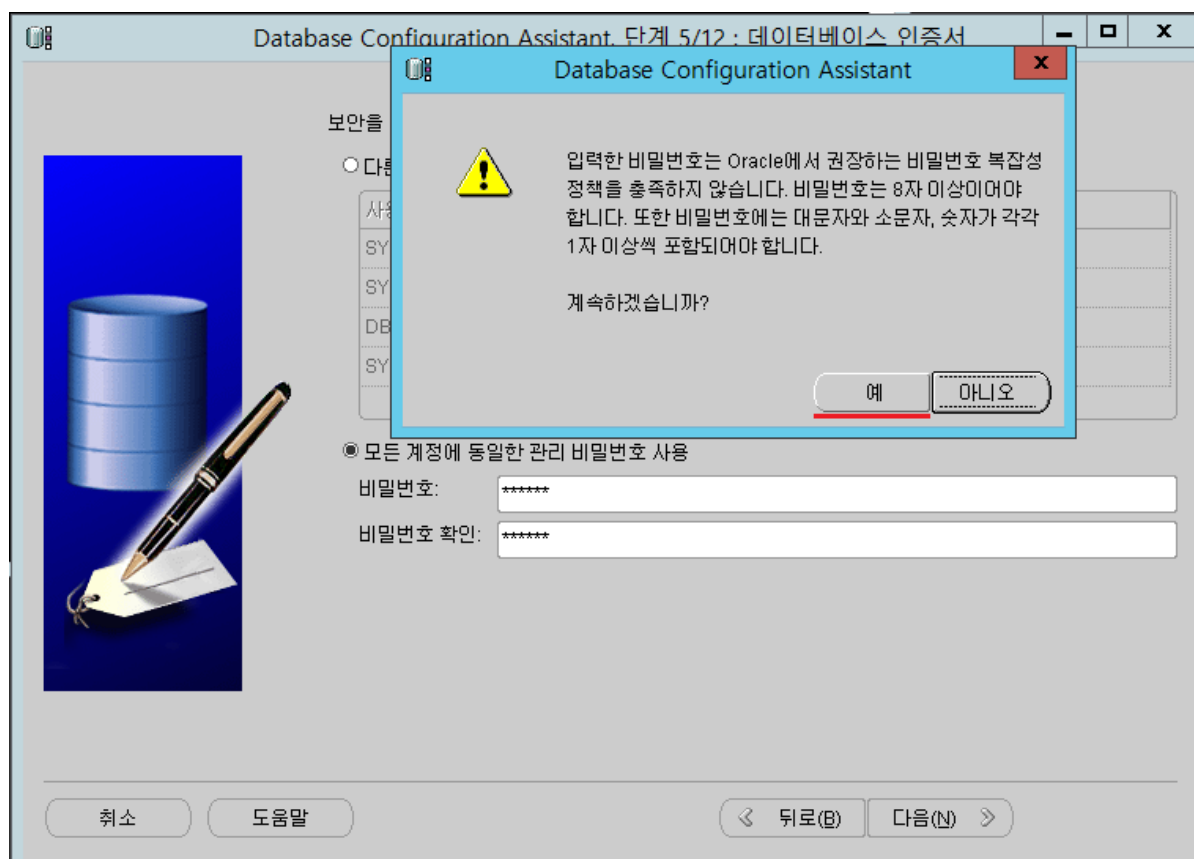 Database Configuration Assistant, 단계 5/12 : 데이터베이스 인증서
Database Configuration Assistant
보안을
입력한 비밀번호는 Oracle에서 권장하는 비밀번호 복잡성
정책을 충족하지 않습니다. 비밀번호는 8자 이상이어야
합니다. 또한 비밀번호에는 대문자와 소문자, 숫자가 각각
1자 이상씩 포함되어야 합니다.
계속하겠습니까?
SY
SY
DB
SY
예
아니오
모든 계정에 동일한 관리 비밀번호 사용
비밀번호:
******
비밀번호 확인:
******
취소
도움말
뒤로(B)
다음(N)